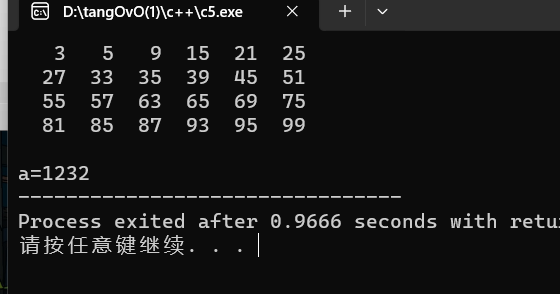 D:\tangOvO(1)\c++\c5.exe
3 5 9 15 21 25
27 33 35 39 45 51
55 57 63 65 69 75
81 85 87 93 95 99
a=1232
--------------------------------
Process exited after 0.9666 seconds with retu
请按任意键继续. . .